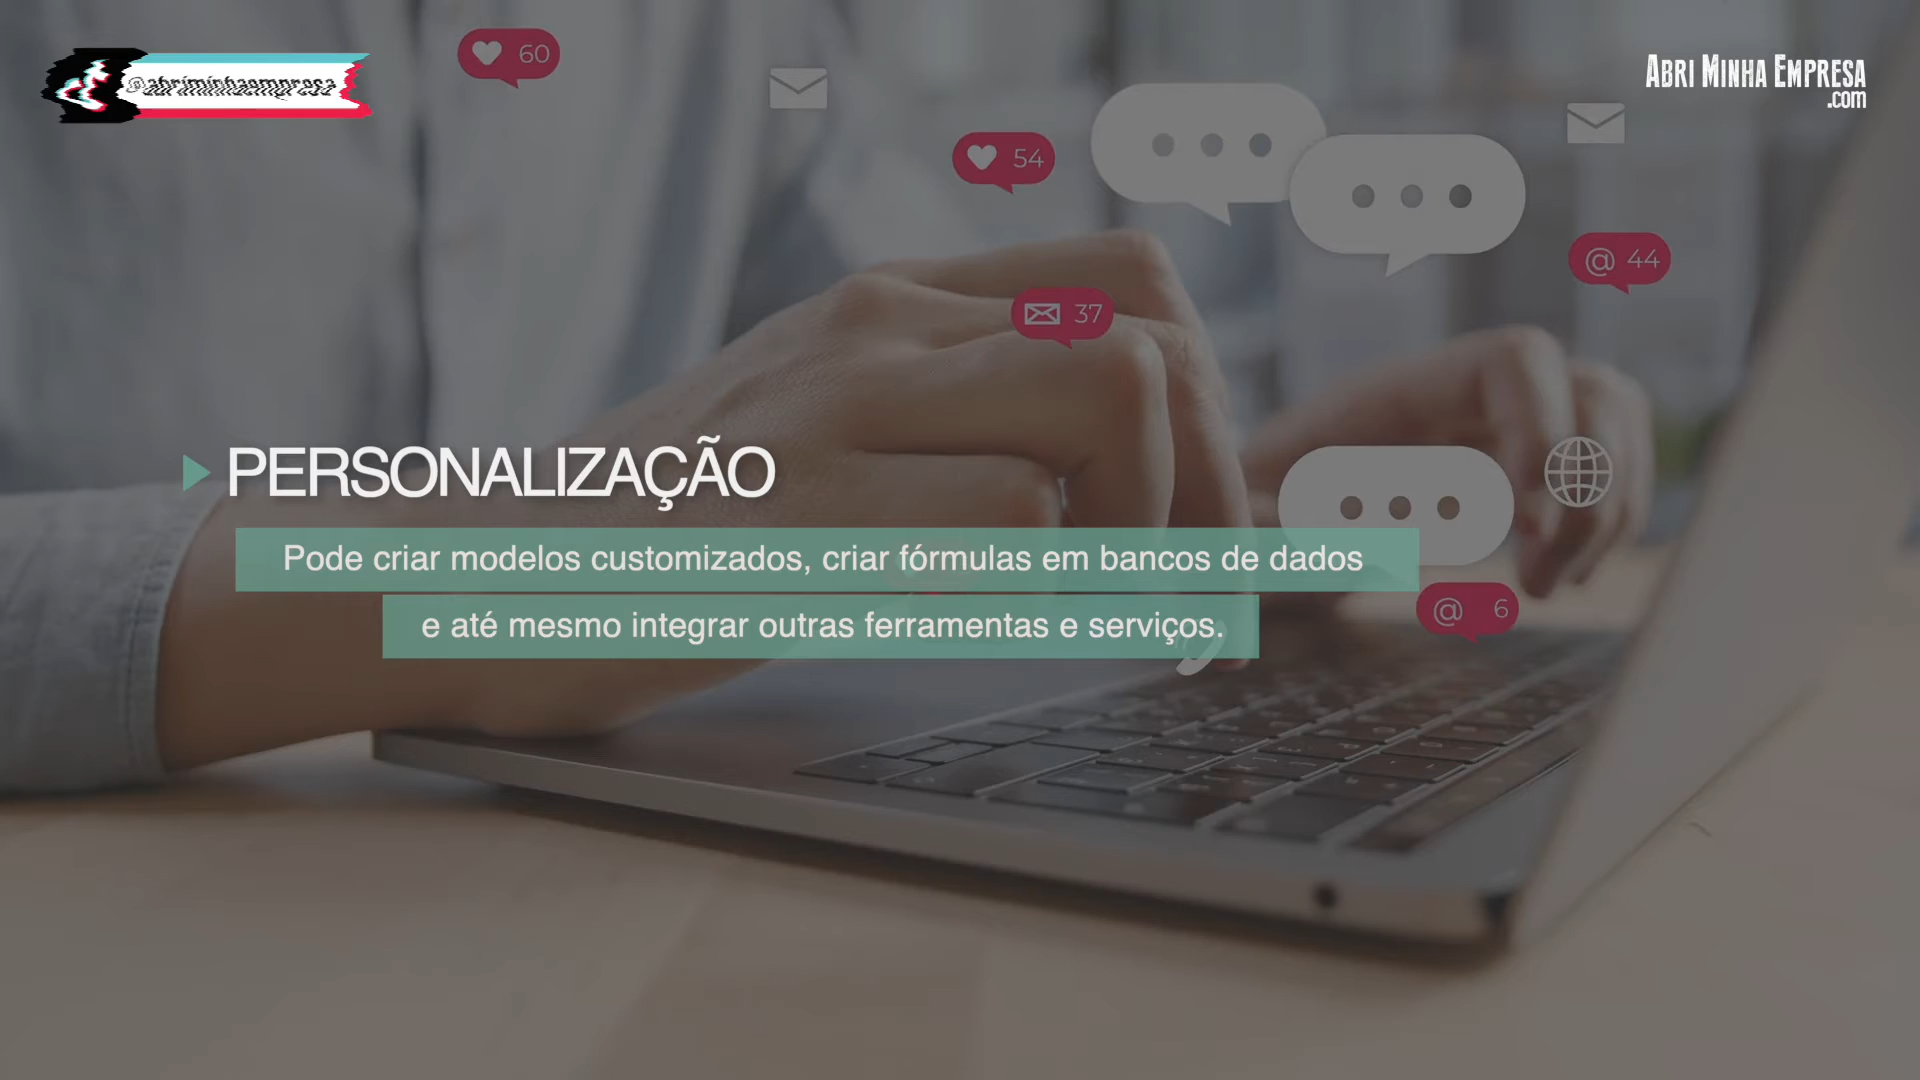 @abriminhaempresa
60
ABRI MINHA EMPRESA
.COM
54
44
37
PERSONALIZAÇÃO
Pode criar modelos customizados, criar fórmulas em bancos de dados
e até mesmo integrar outras ferramentas e serviços.
@ 6